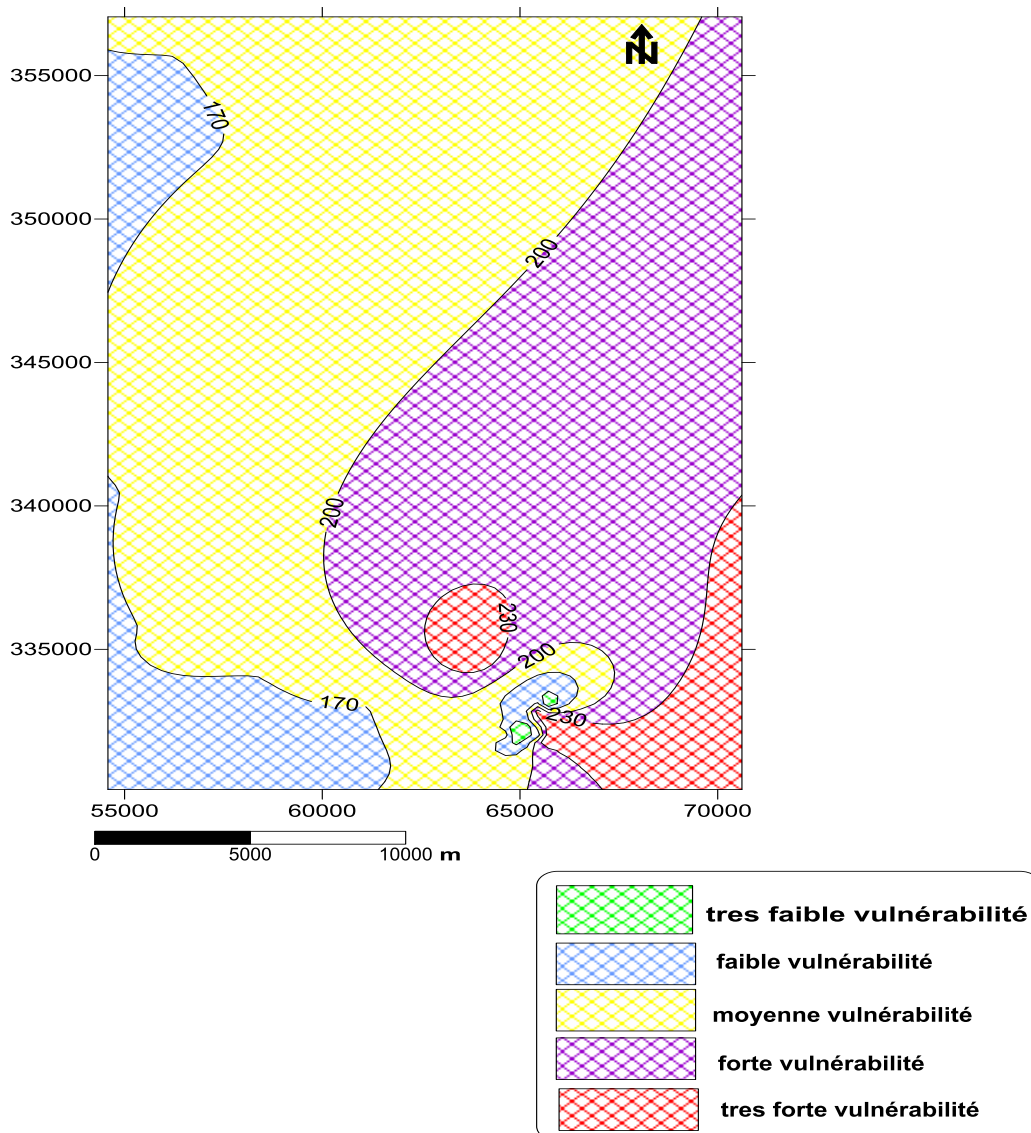 N
355000
170
350000
200
345000
340000
200
335000
230
200
170
230
55000
60000
65000
70000
0
5000
10000 m
tres faible vulnérabilité
faible vulnérabilité
moyenne vulnérabilité
forte vulnérabilité
tres forte vulnérabilité